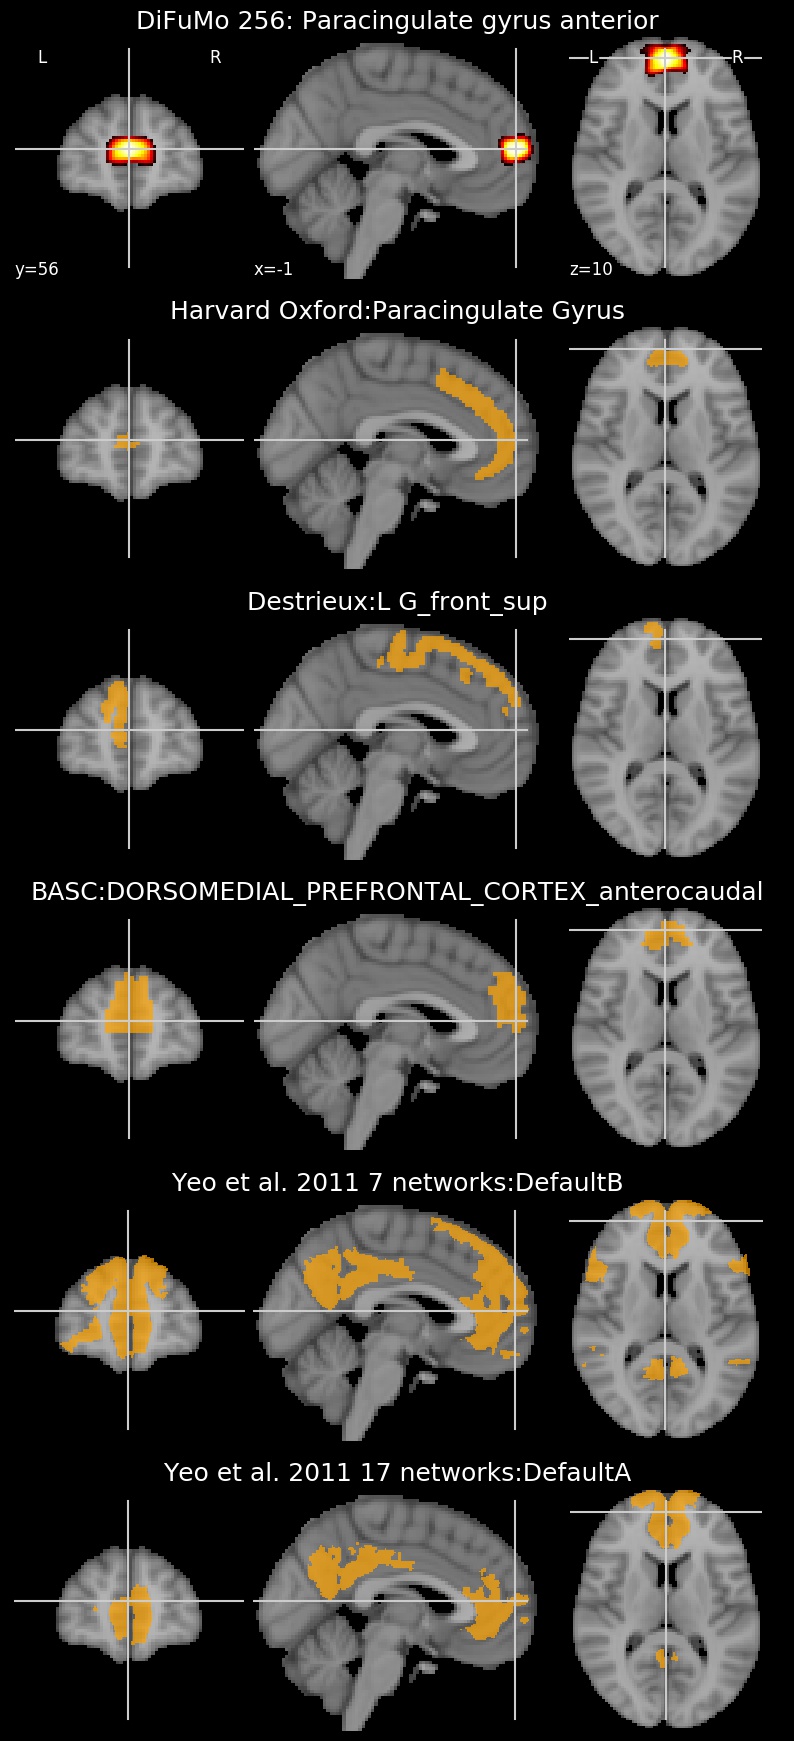 DiFuMo 256: Paracingulate gyrus anterior
L R L R
y=56 x=-1 z=10
Harvard Oxford:Paracingulate Gyrus
Destrieux:L G_front_sup
BASC:DORSOMEDIAL_PREFRONTAL_CORTEX_anterocaudal
Yeo et al. 2011 7 networks:DefaultB
Yeo et al. 2011 17 networks:DefaultA